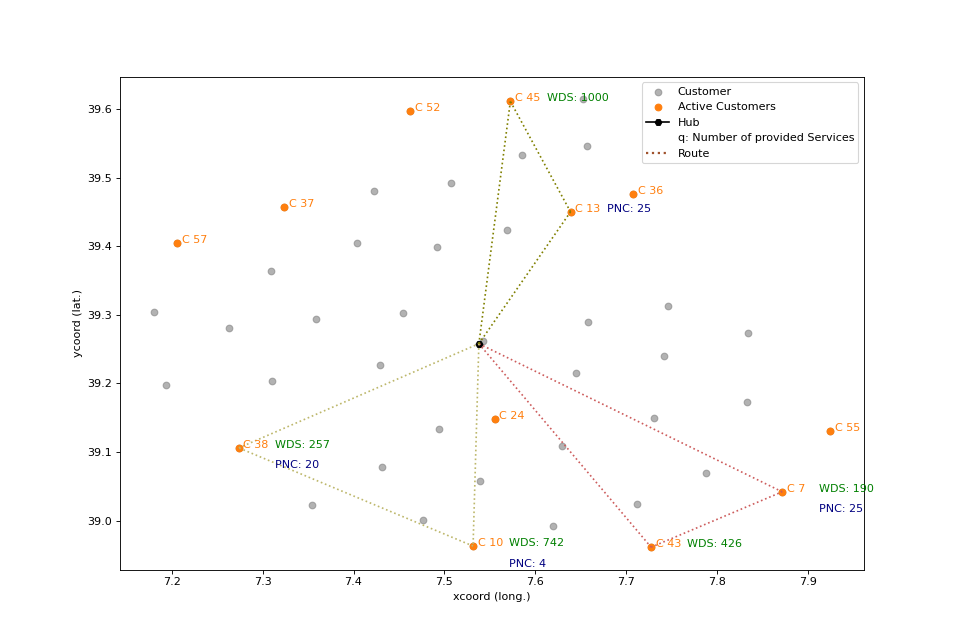 C 45 WDS: 1000
Customer
Active Customers
Hub
q: Number of provided Services
Route
C 52
C 36
C 13 PNC: 25
C 37
C 57
C 24
C 55
C 38 WDS: 257
PNC: 20
C 7 WDS: 190
PNC: 25
C 10 WDS: 742
PNC: 4
C 43 WDS: 426
39.6
39.5
39.4
39.3
39.2
39.1
39.0
ycoord (lat.)
7.2 7.3 7.4 7.5 7.6 7.7 7.8 7.9
xcoord (long.)